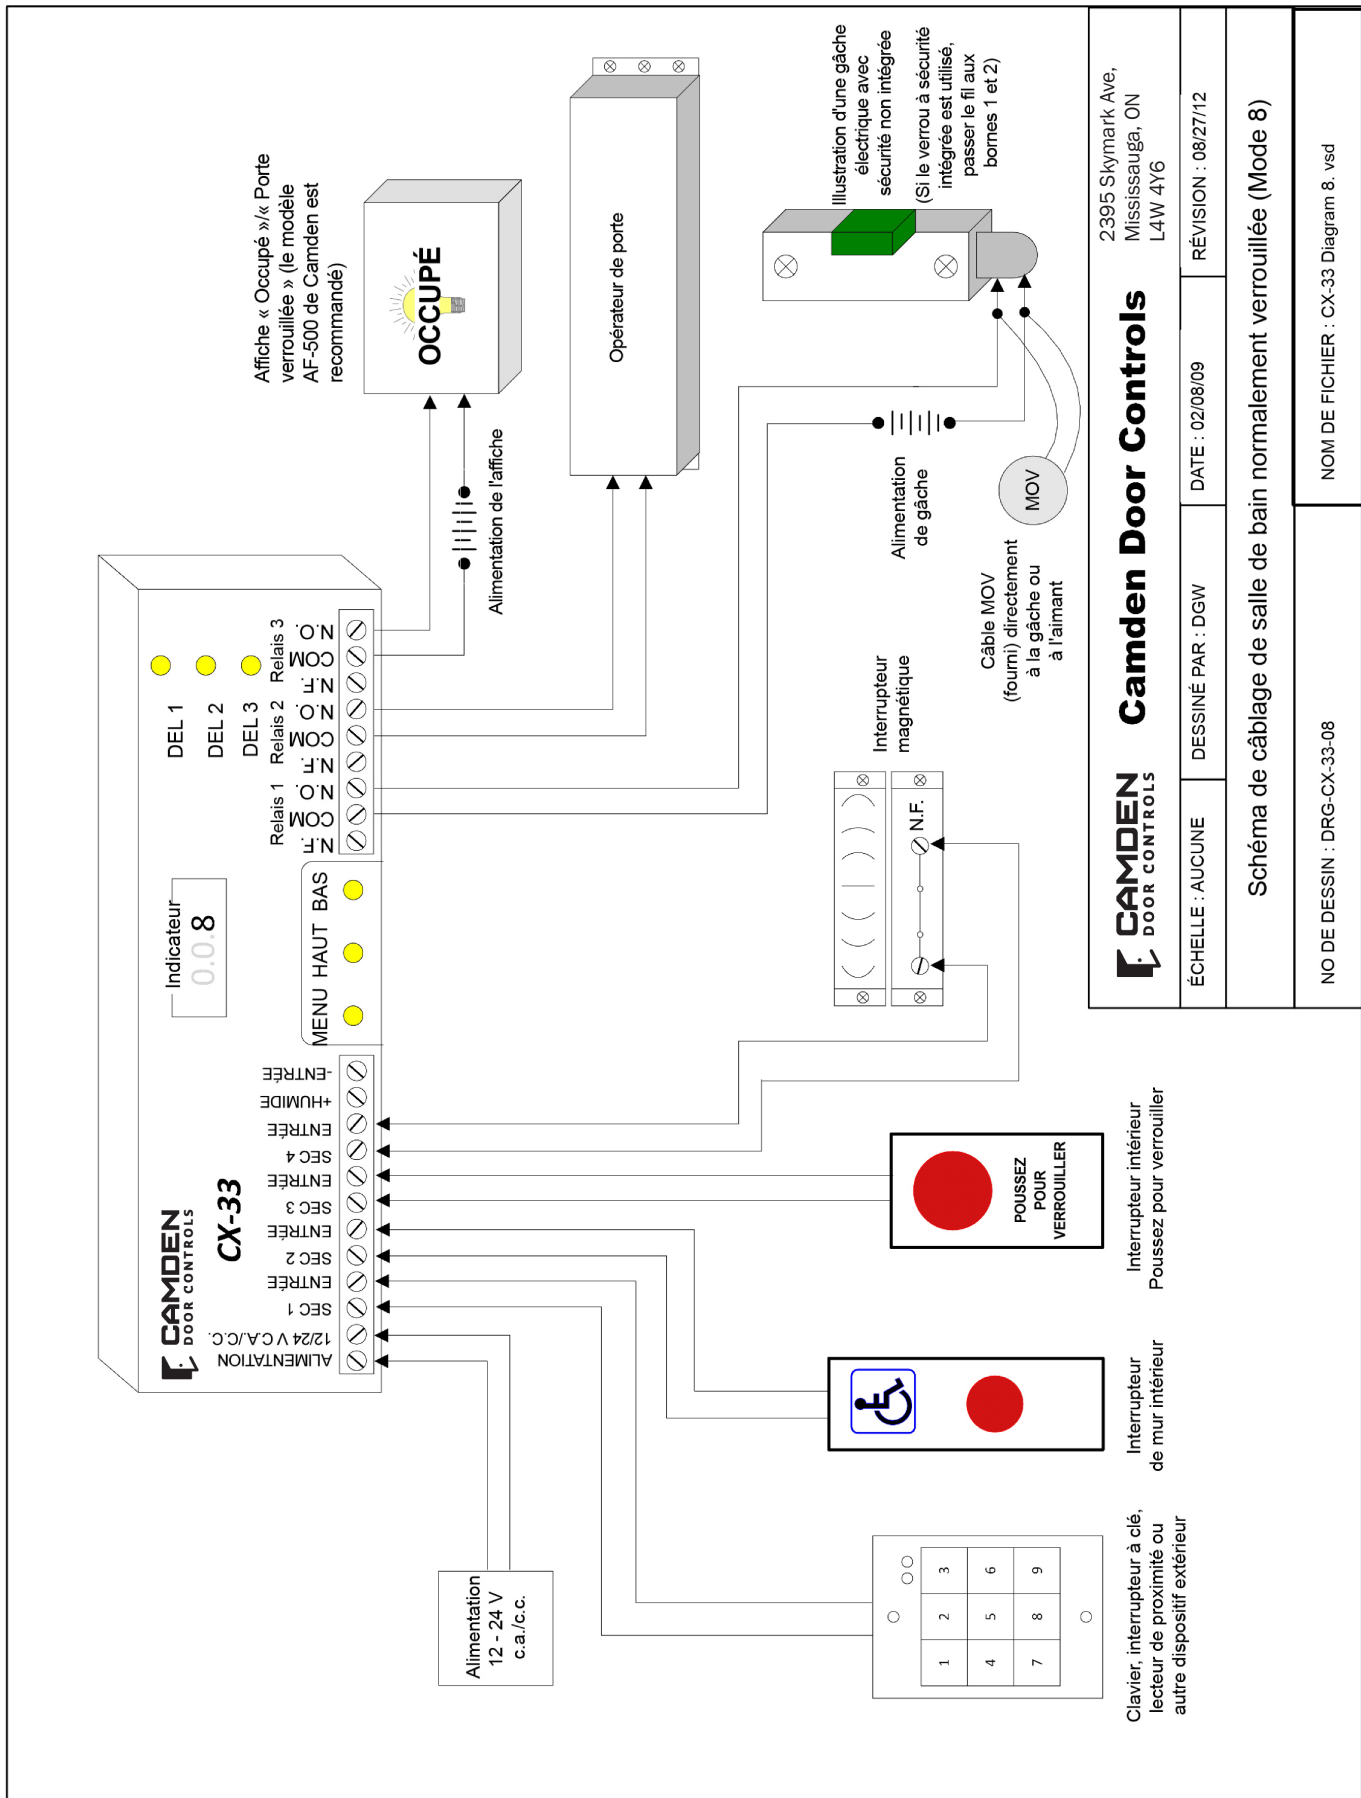 CAMDEN
DOOR CONTROLS
CX-33
Indicateur
0.0.8
MENU HAUT BAS
DEL 1
DEL 2
DEL 3
Relais 1
Relais 2
Relais 3
ALIMENTATION
12/24 V C.A./C.C.
SEC 1
ENTRÉE
SEC 2
ENTRÉE
SEC 3
ENTRÉE
SEC 4
ENTRÉE
+HUMIDE
-ENTRÉE
N.F.
COM
N.O.
N.F.
COM
N.O.
N.F.
COM
N.O.
Affiche « Occupé »/« Porte
verrouillée » (le modèle
AF-500 de Camden est
recommandé)
OCCUPÉ
Alimentation de l'affiche
Opérateur de porte
Illustration d'une gâche
électrique avec
sécurité non intégrée
(Si le verrou à sécurité
intégrée est utilisé,
passer le fil aux
bornes 1 et 2)
Alimentation
de gâche
MOV
Câble MOV
(fourni) directement
à la gâche ou
à l'aimant
Interrupteur
magnétique
N.F.
Alimentation
12 - 24 V
c.a./c.c.
1 2 3
4 5 6
7 8 9
Clavier, interrupteur à clé,
lecteur de proximité ou
autre dispositif extérieur
Interrupteur
de mur intérieur
POUSSEZ
POUR
VERROUILLER
Interrupteur intérieur
Poussez pour verrouiller
CAMDEN
DOOR CONTROLS
Camden Door Controls
2395 Skymark Ave,
Mississauga, ON
L4W 4Y6
ÉCHELLE : AUCUNE
DESSINÉ PAR : DGW
DATE : 02/08/09
RÉVISION : 08/27/12
Schéma de câblage de salle de bain normalement verrouillée (Mode 8)
NO DE DESSIN : DRG-CX-33-08
NOM DE FICHIER : CX-33 Diagram 8. vsd